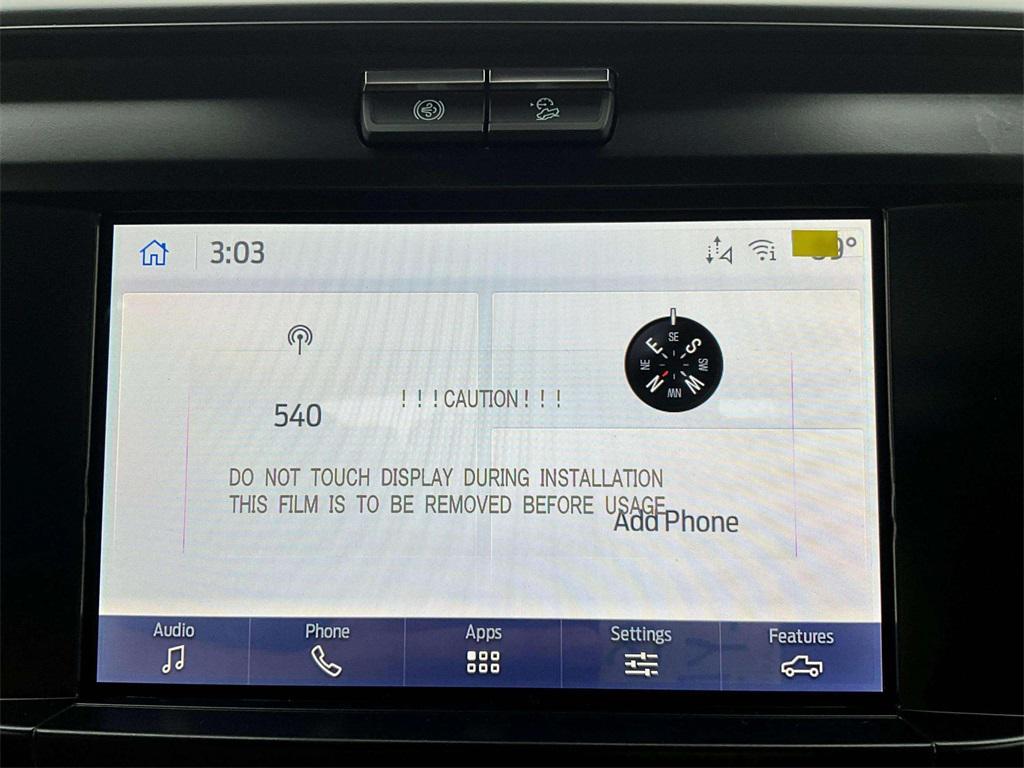 3:03
540
! ! ! CAUTION ! ! !
SE
E
S
NE
SW
N
W
NW
DO NOT TOUCH DISPLAY DURING INSTALLATION
THIS FILM IS TO BE REMOVED BEFORE USAGE
Add Phone
Audio
Phone
Apps
Settings
Features